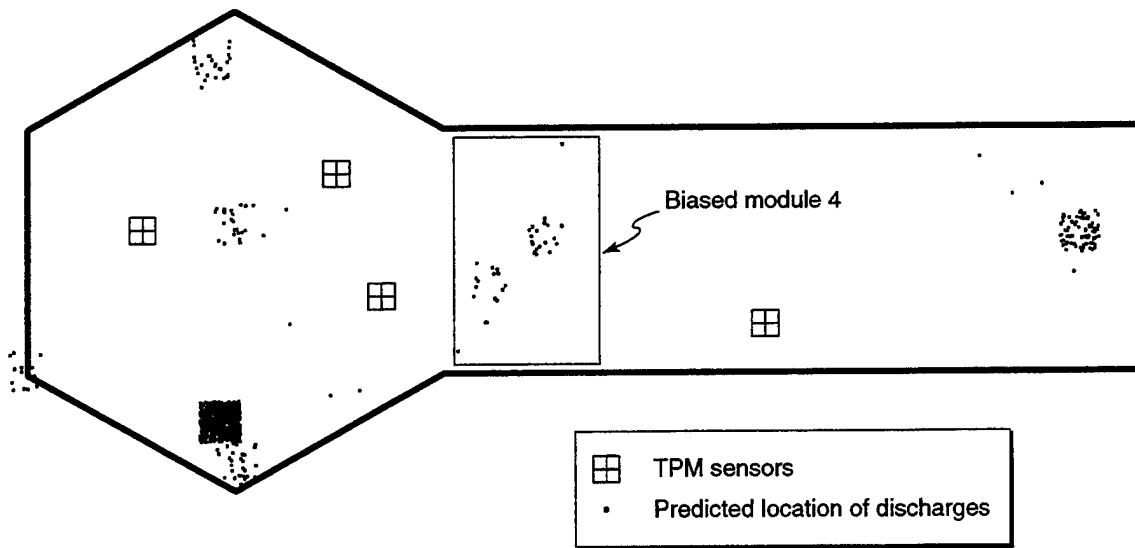 Biased module 4
TPM sensors
Predicted location of discharges